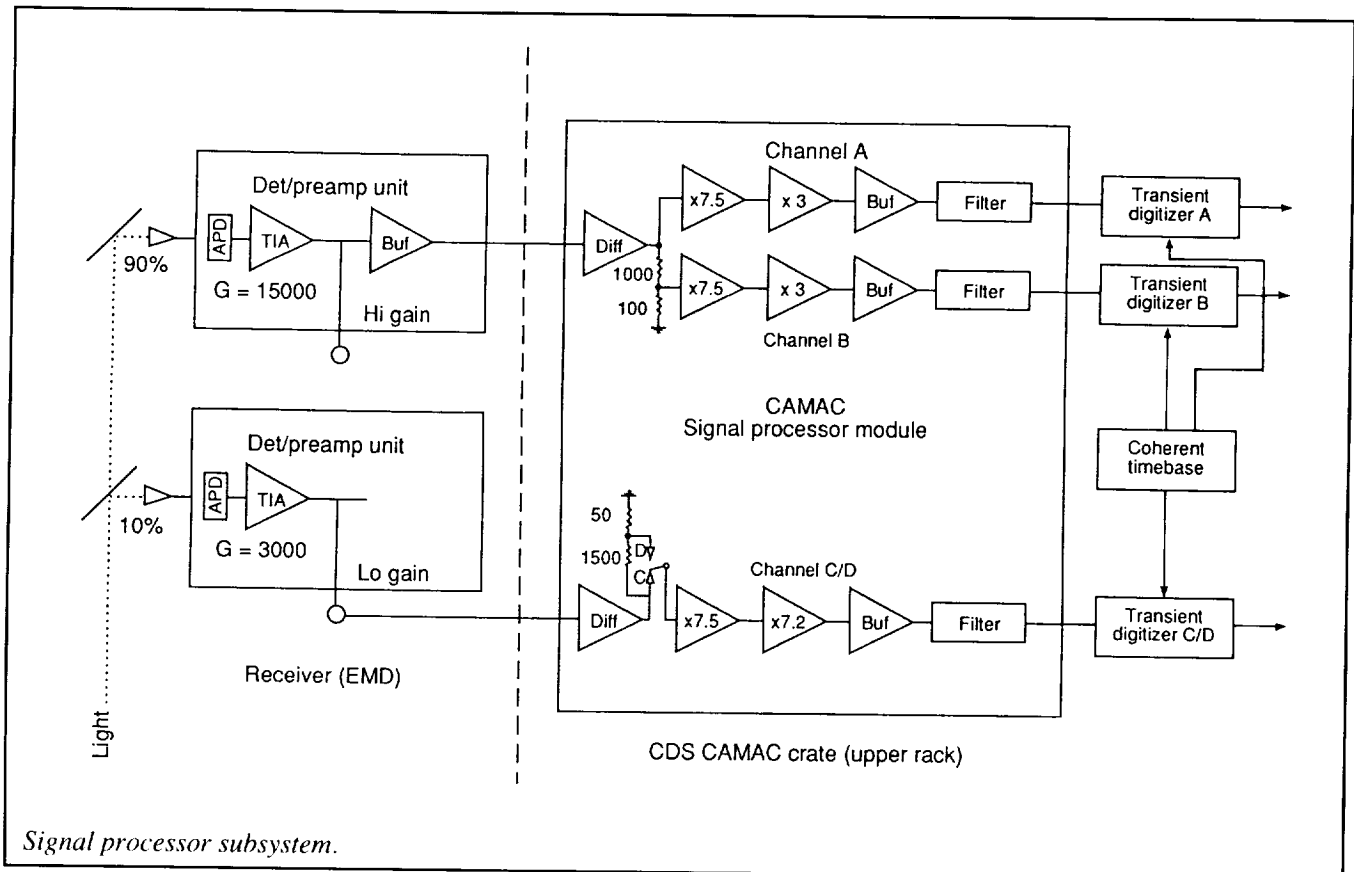 Det/preamp unit
APD
TIA
Buf
G = 15000
Hi gain
90%
Diff
1000
100
Channel A
x7.5
x 3
Buf
Filter
Transient
digitizer A
x7.5
x 3
Buf
Filter
Transient
digitizer B
Channel B
CAMAC
Signal processor module
Coherent
timebase
Det/preamp unit
APD
TIA
G = 3000
Lo gain
10%
50
1500
D
C
Channel C/D
Diff
x7.5
x7.2
Buf
Filter
Transient
digitizer C/D
Receiver (EMD)
Light
CDS CAMAC crate (upper rack)
Signal processor subsystem.